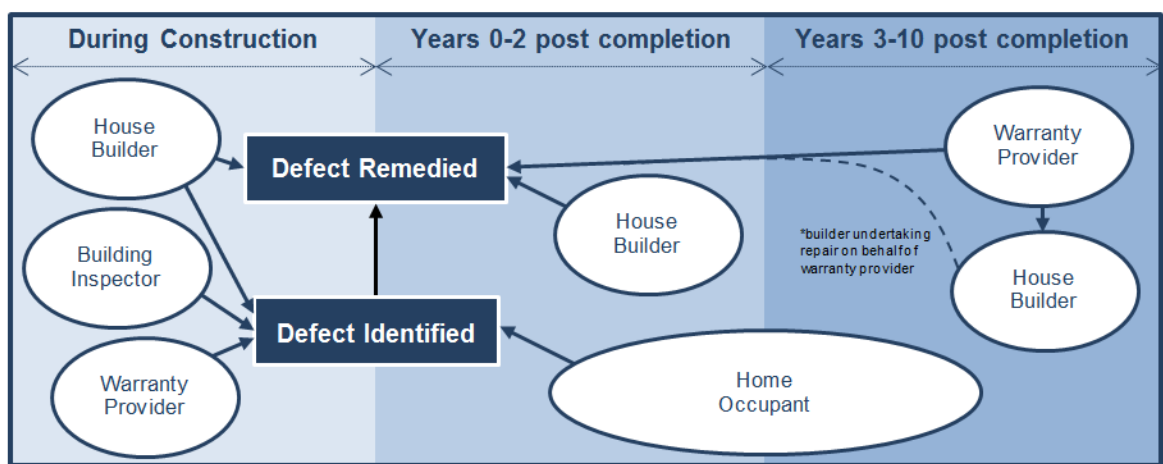 During Construction
Years 0-2 post completion
Years 3-10 post completion
House
Builder
Defect Remedied
Warranty
Provider
House
Builder
*builder undertaking
repair on behalf of
warranty provider
Building
Inspector
House
Builder
Defect Identified
Warranty
Provider
Home
Occupant